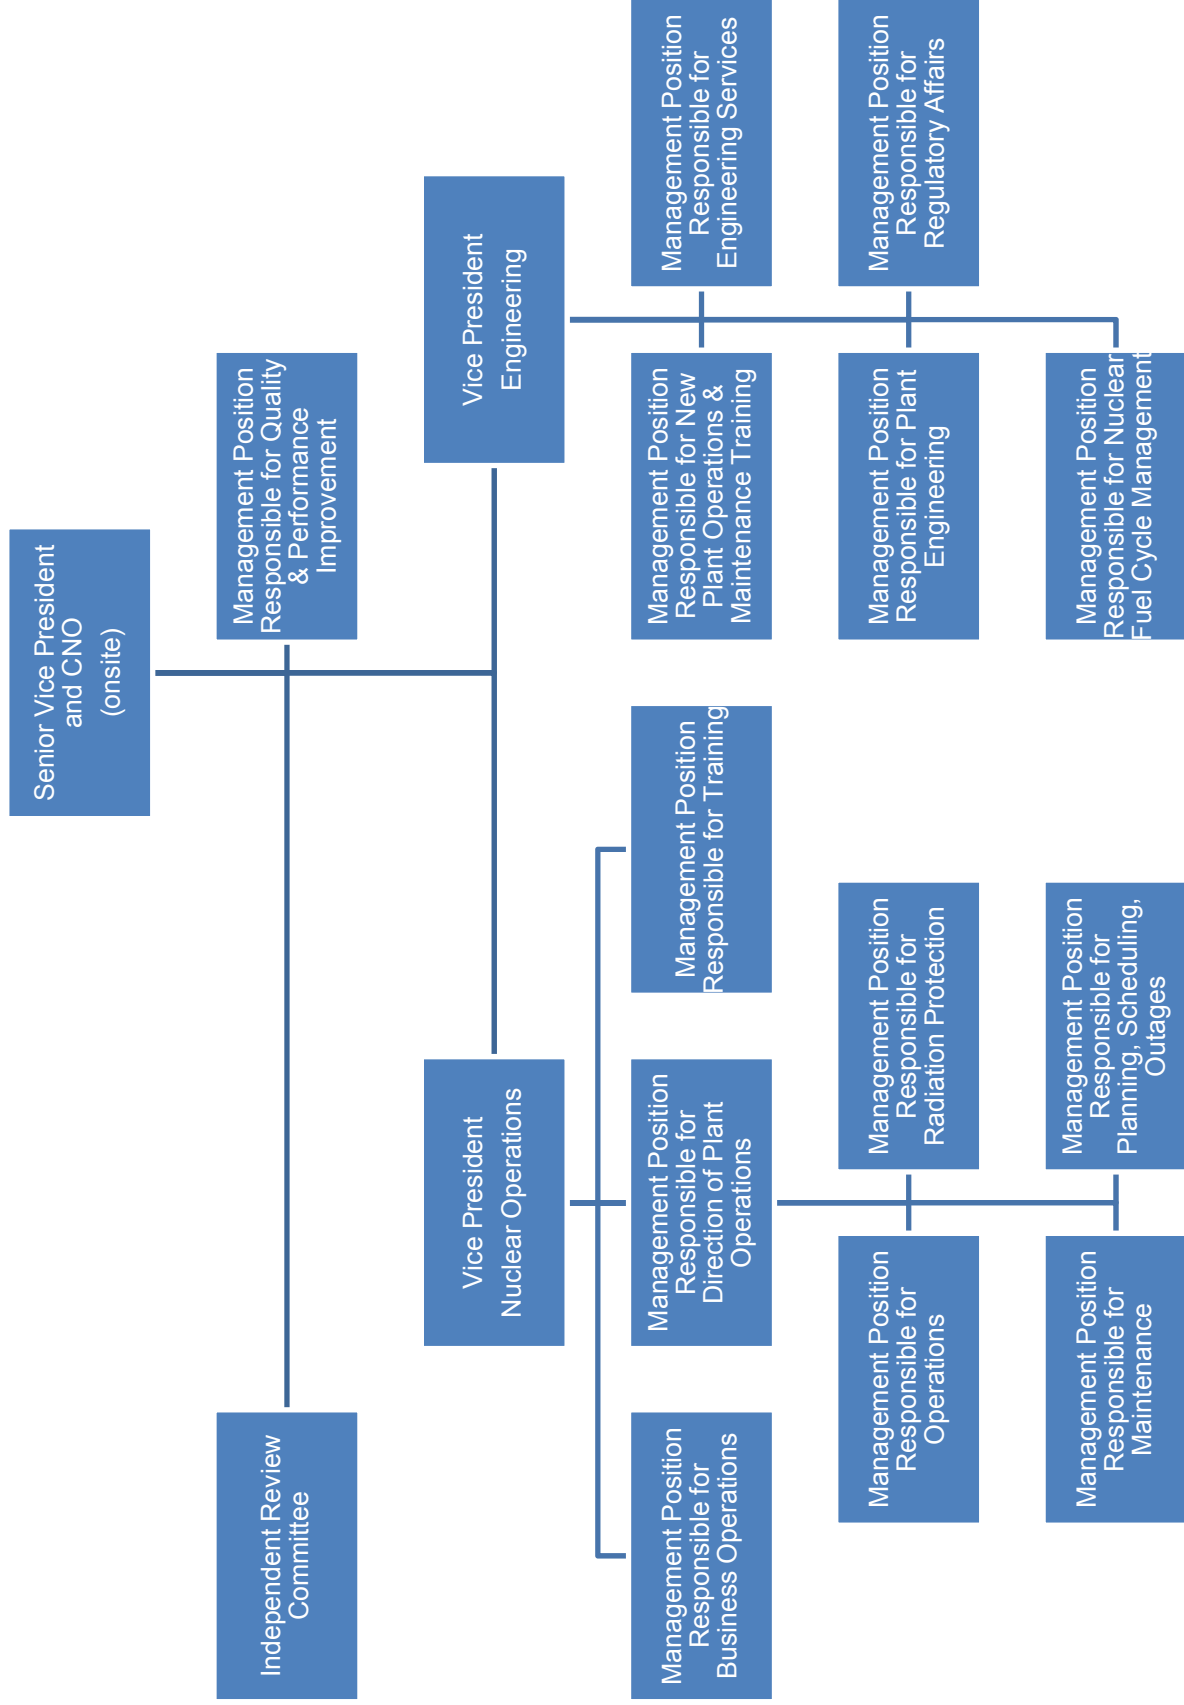 Senior Vice President
and CNO
(onsite)
Independent Review
Committee
Management Position
Responsible for Quality
& Performance
Improvement
Vice President
Nuclear Operations
Vice President
Engineering
Management Position
Responsible for
Business Operations
Management Position
Responsible for
Direction of Plant
Operations
Management Position
Responsible for Training
Management Position
Responsible for New
Plant Operations &
Maintenance Training
Management Position
Responsible for
Engineering Services
Management Position
Responsible for
Operations
Management Position
Responsible for
Radiation Protection
Management Position
Responsible for Plant
Engineering
Management Position
Responsible for
Regulatory Affairs
Management Position
Responsible for
Maintenance
Management Position
Responsible for
Planning, Scheduling,
Outages
Management Position
Responsible for Nuclear
Fuel Cycle Management